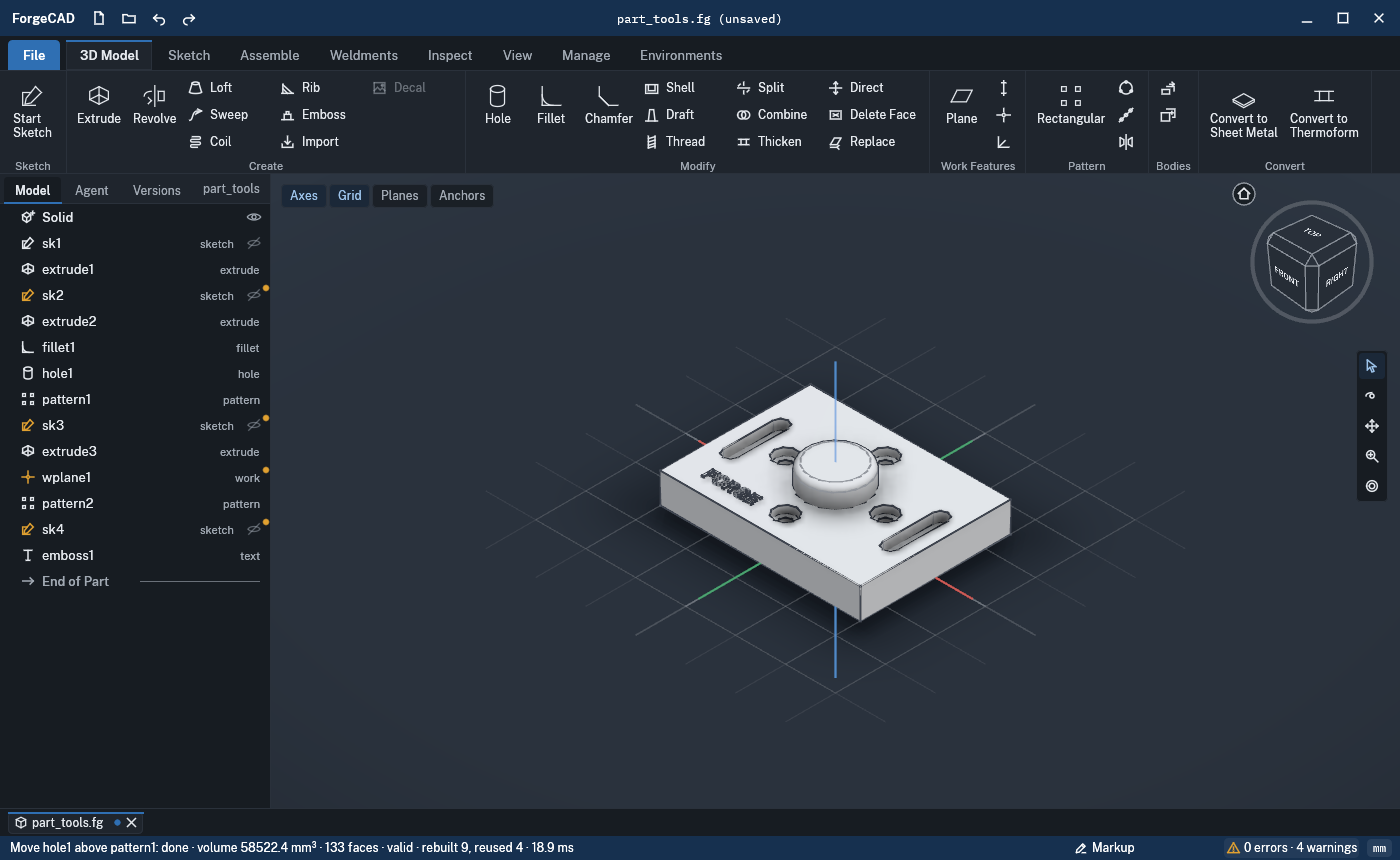 ForgeCAD
part_tools.fg (unsaved)
File
3D Model
Sketch
Assemble
Weldments
Inspect
View
Manage
Environments
Start Sketch
Sketch
Extrude
Revolve
Loft
Sweep
Coil
Rib
Emboss
Import
Decal
Create
Hole
Fillet
Chamfer
Shell
Draft
Thread
Split
Combine
Thicken
Direct
Delete Face
Replace
Modify
Plane
Work Features
Rectangular
Pattern
Bodies
Convert to Sheet Metal
Convert to Thermoform
Convert
Model
Agent
Versions
part_tools
Solid
sk1 sketch
extrude1 extrude
sk2 sketch
extrude2 extrude
fillet1 fillet
hole1 hole
pattern1 pattern
sk3 sketch
extrude3 extrude
wplane1 work
pattern2 pattern
sk4 sketch
emboss1 text
End of Part
Axes
Grid
Planes
Anchors
TOP
FRONT
RIGHT
FORGE
part_tools.fg
Move hole1 above pattern1: done · volume 58522.4 mm³ · 133 faces · valid · rebuilt 9, reused 4 · 18.9 ms
Markup
0 errors · 4 warnings
mm